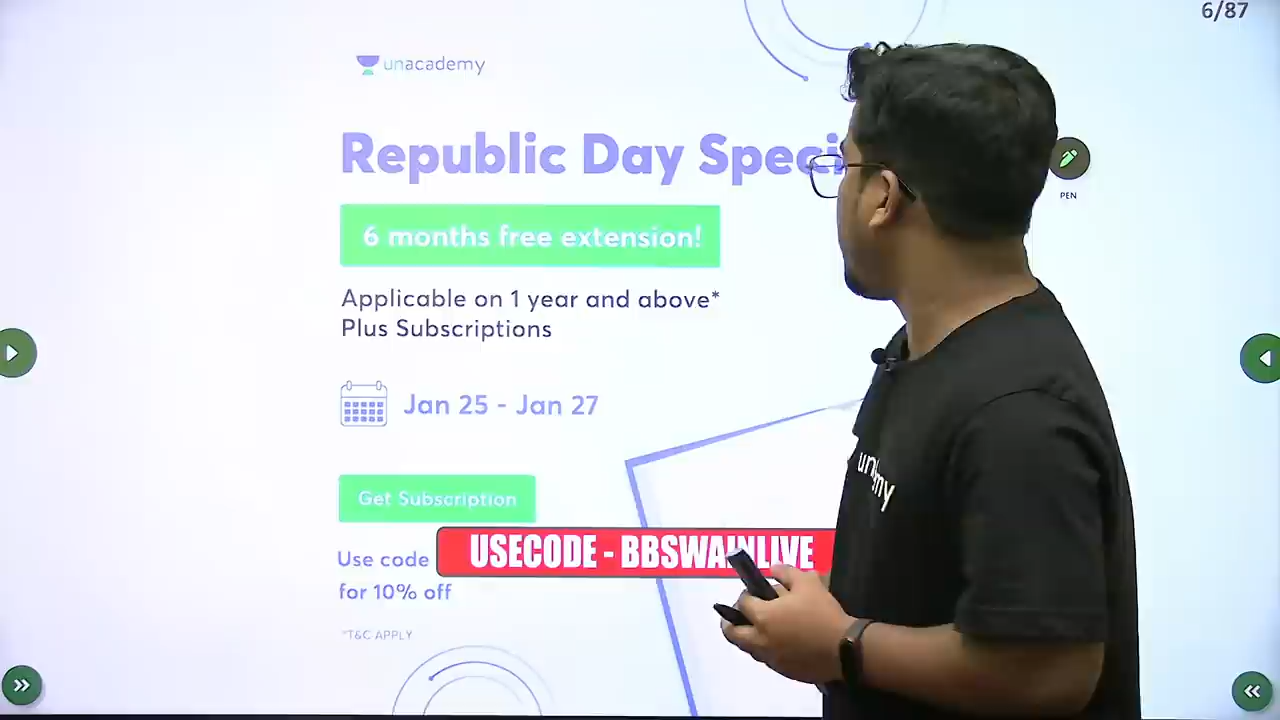 6/87
unacademy
Republic Day Speci
6 months free extension!
PEN
Applicable on 1 year and above*
Plus Subscriptions
Jan 25 - Jan 27
Get Subscription
Use code
USECODE - BBSWAINLIVE
for 10% off
*T&C APPLY